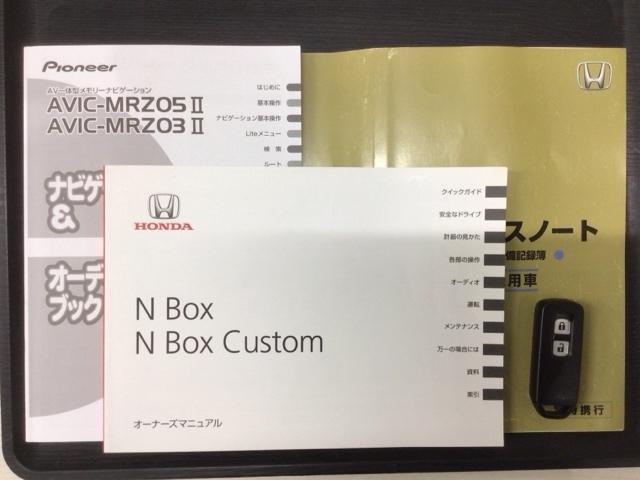 Pioneer
AV一体型メモリーナビゲーション
AVIC-MRZ05Ⅱ
AVIC-MRZ03Ⅱ
はじめに
基本操作
ナビゲーション基本操作
Liteメニュー
検索
ルート
ナビゲ
&
オーデ
ブック
HONDA
N Box
N Box Custom
オーナーズマニュアル
クイックガイド
安全なドライブ
計器の見かた
各部の操作
オーディオ
運転
メンテナンス
万一の場合には
資料
索引
スノート
備記録簿
用車
携行